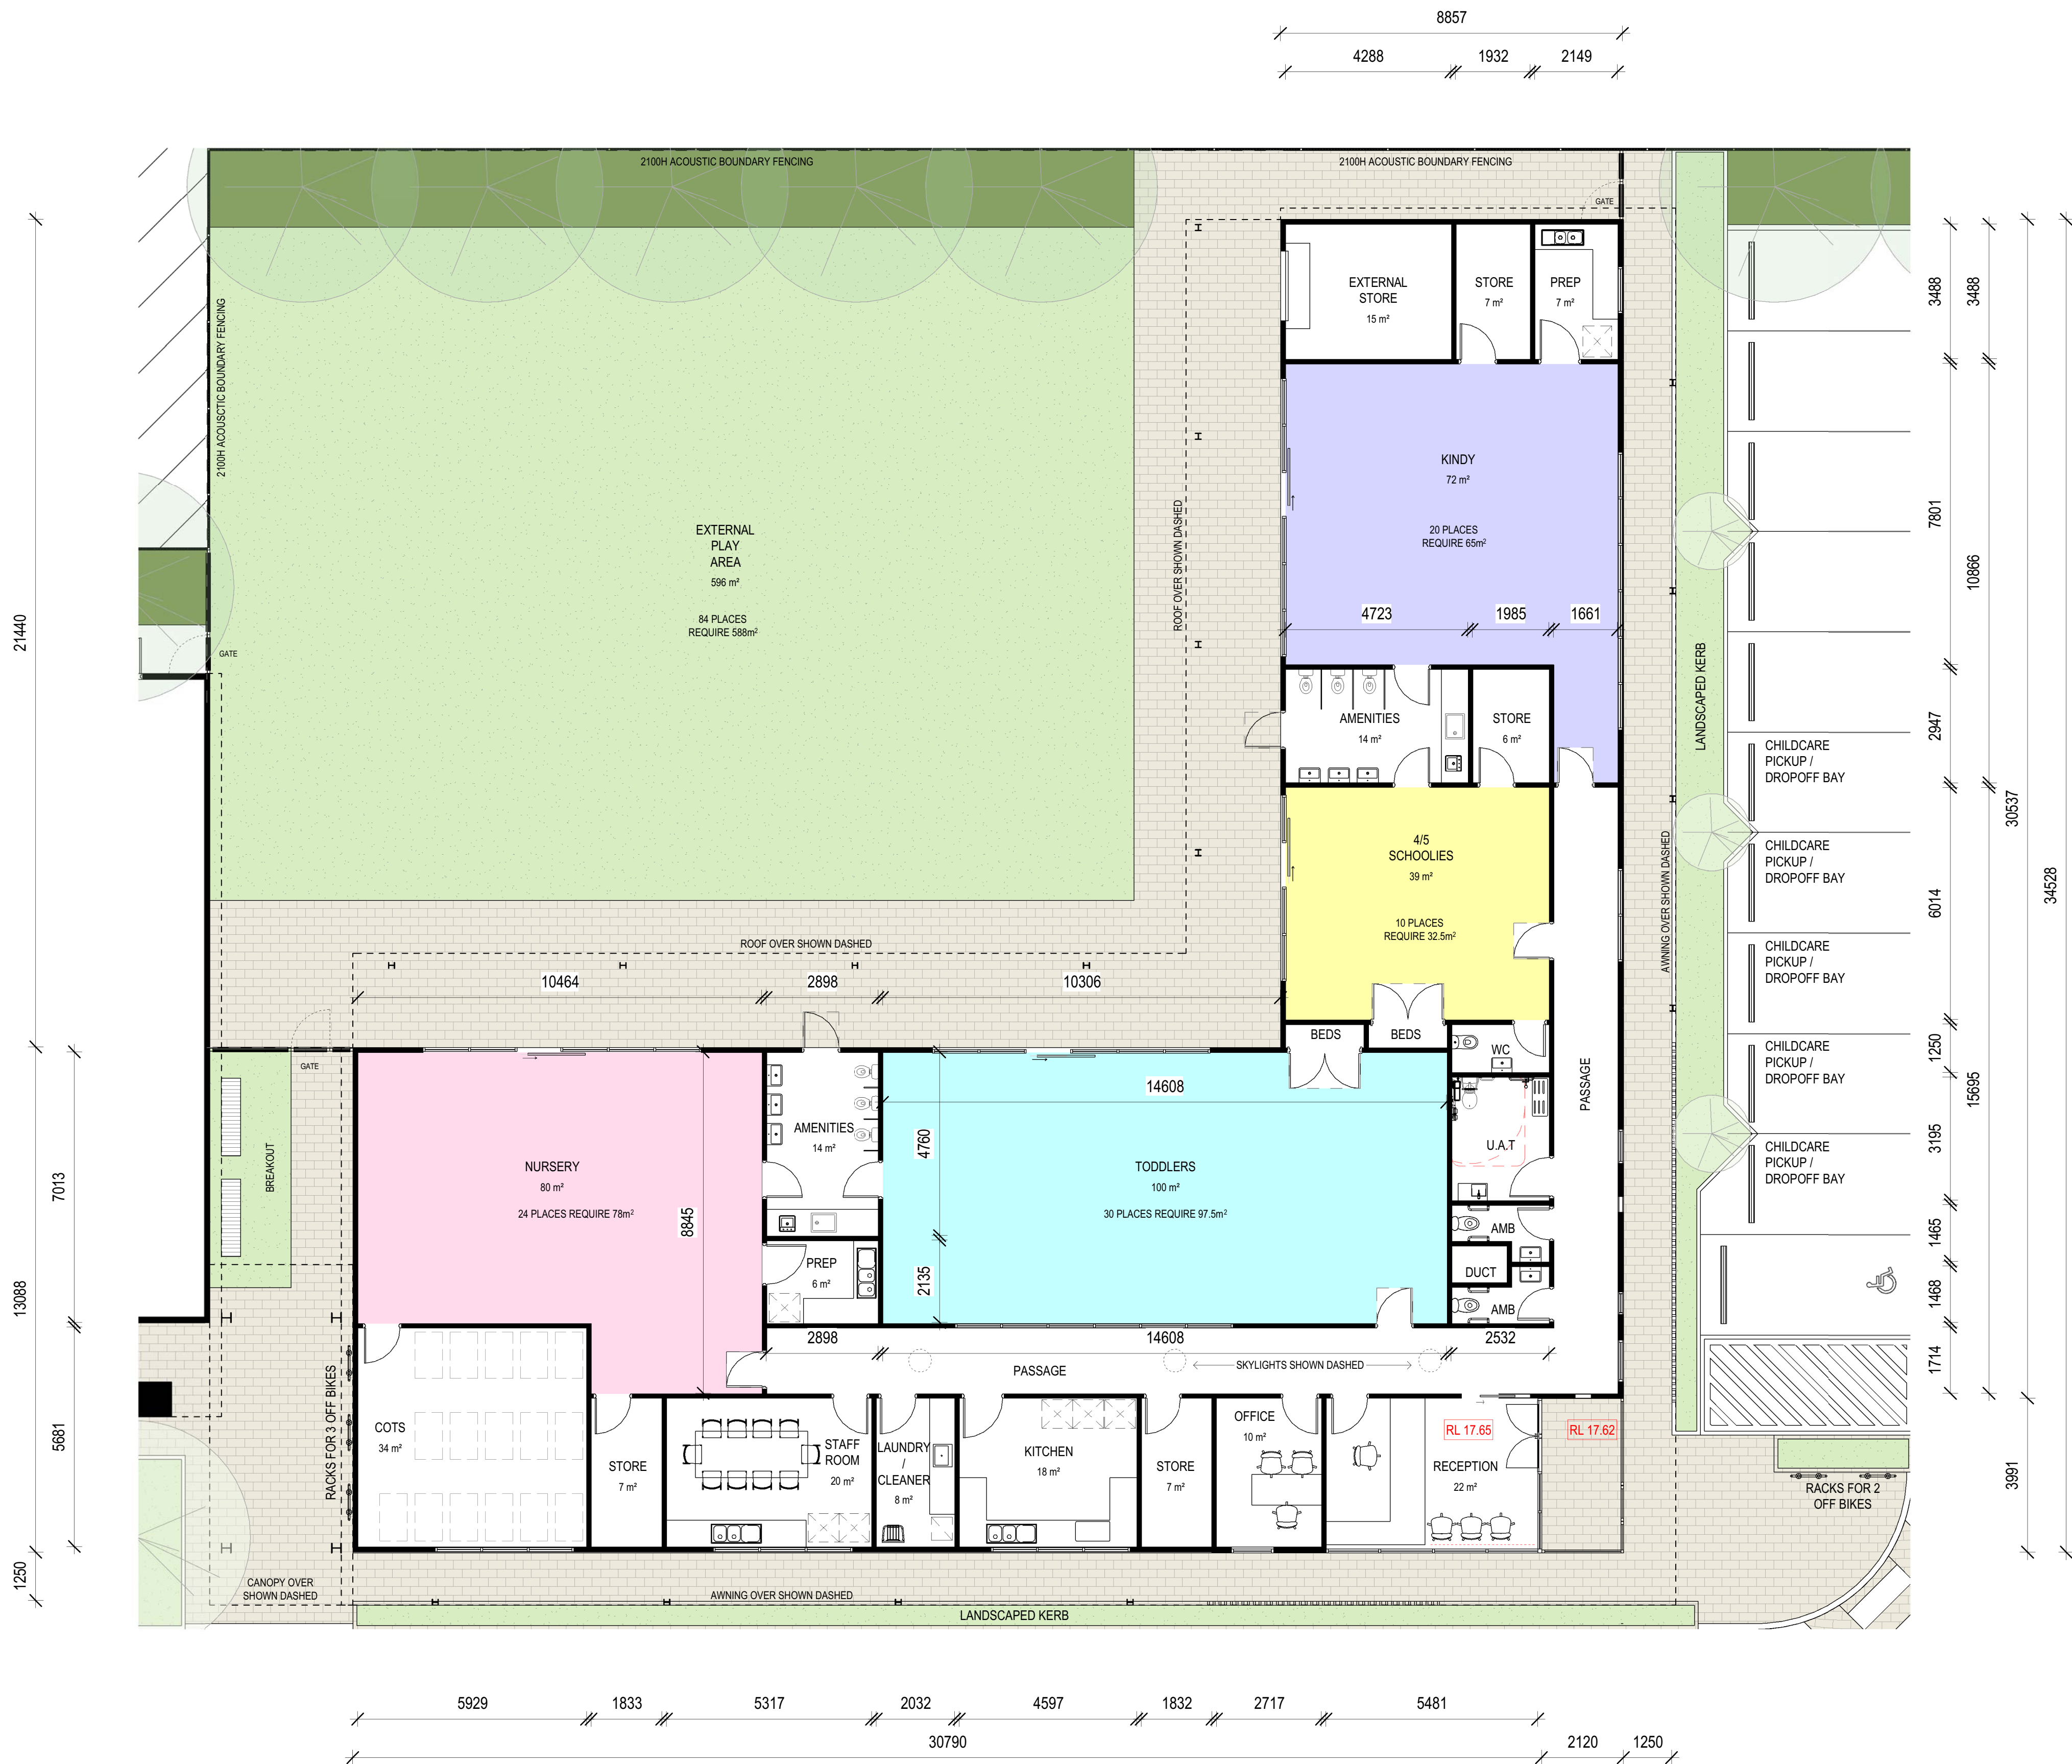 8857
4288 1932 2149
2100H ACOUSTIC BOUNDARY FENCING
2100H ACOUSTIC BOUNDARY FENCING
GATE
2100H ACOUSCTIC BOUNDARY FENCING
EXTERNAL
STORE
15 m²
STORE
7 m²
PREP
7 m²
3488
3488
KINDY
72 m²
20 PLACES
REQUIRE 65m²
EXTERNAL
PLAY
AREA
596 m²
84 PLACES
REQUIRE 588m²
ROOF OVER SHOWN DASHED
7801
10866
4723 1985 1661
21440
GATE
LANDSCAPED KERB
AMENITIES
14 m²
STORE
6 m²
2947
CHILDCARE
PICKUP /
DROPOFF BAY
30537
34528
4/5
SCHOOLIES
39 m²
10 PLACES
REQUIRE 32.5m²
AWNING OVER SHOWN DASHED
CHILDCARE
PICKUP /
DROPOFF BAY
6014
ROOF OVER SHOWN DASHED
CHILDCARE
PICKUP /
DROPOFF BAY
10464 2898 10306
BEDS
BEDS
WC
1250
CHILDCARE
PICKUP /
DROPOFF BAY
GATE
14608
PASSAGE
15695
BREAKOUT
AMENITIES
14 m²
4760
U.A.T
3195
CHILDCARE
PICKUP /
DROPOFF BAY
NURSERY
80 m²
24 PLACES REQUIRE 78m²
8845
TODDLERS
100 m²
30 PLACES REQUIRE 97.5m²
7013
AMB
1465
PREP
6 m²
2135
DUCT
AMB
1468
13088
2898 14608 2532
PASSAGE
SKYLIGHTS SHOWN DASHED
1714
RACKS FOR 3 OFF BIKES
5681
COTS
34 m²
STORE
7 m²
STAFF
ROOM
20 m²
LAUNDRY
/
CLEANER
8 m²
KITCHEN
18 m²
STORE
7 m²
OFFICE
10 m²
RL 17.65
RL 17.62
RECEPTION
22 m²
3991
RACKS FOR 2
OFF BIKES
1250
CANOPY OVER
SHOWN DASHED
AWNING OVER SHOWN DASHED
LANDSCAPED KERB
5929 1833 5317 2032 4597 1832 2717 5481
30790 2120 1250